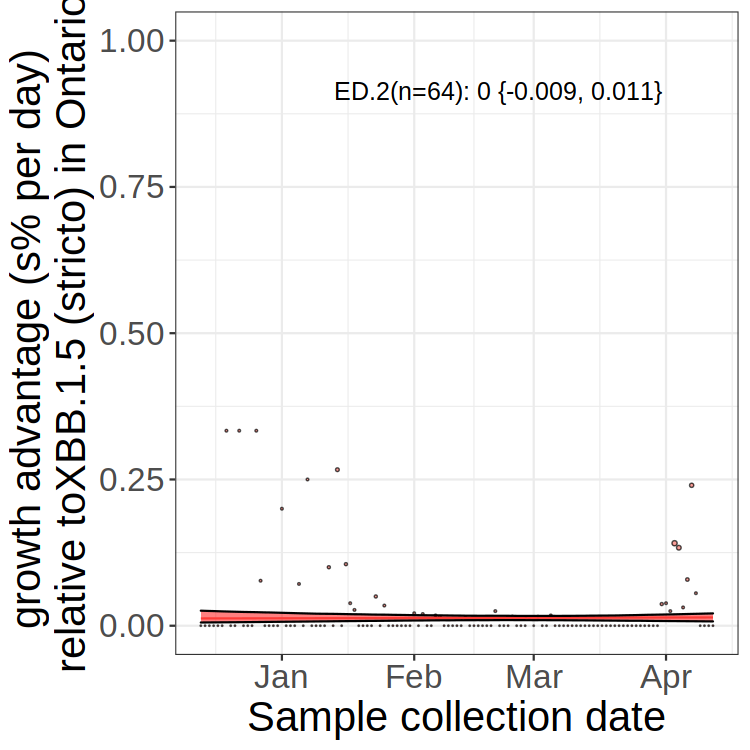 growth advantage (s% per day)
relative toXBB.1.5 (stricto) in Ontario
1.00
0.75
0.50
0.25
0.00
ED.2(n=64): 0 {-0.009, 0.011}
Jan Feb Mar Apr
Sample collection date